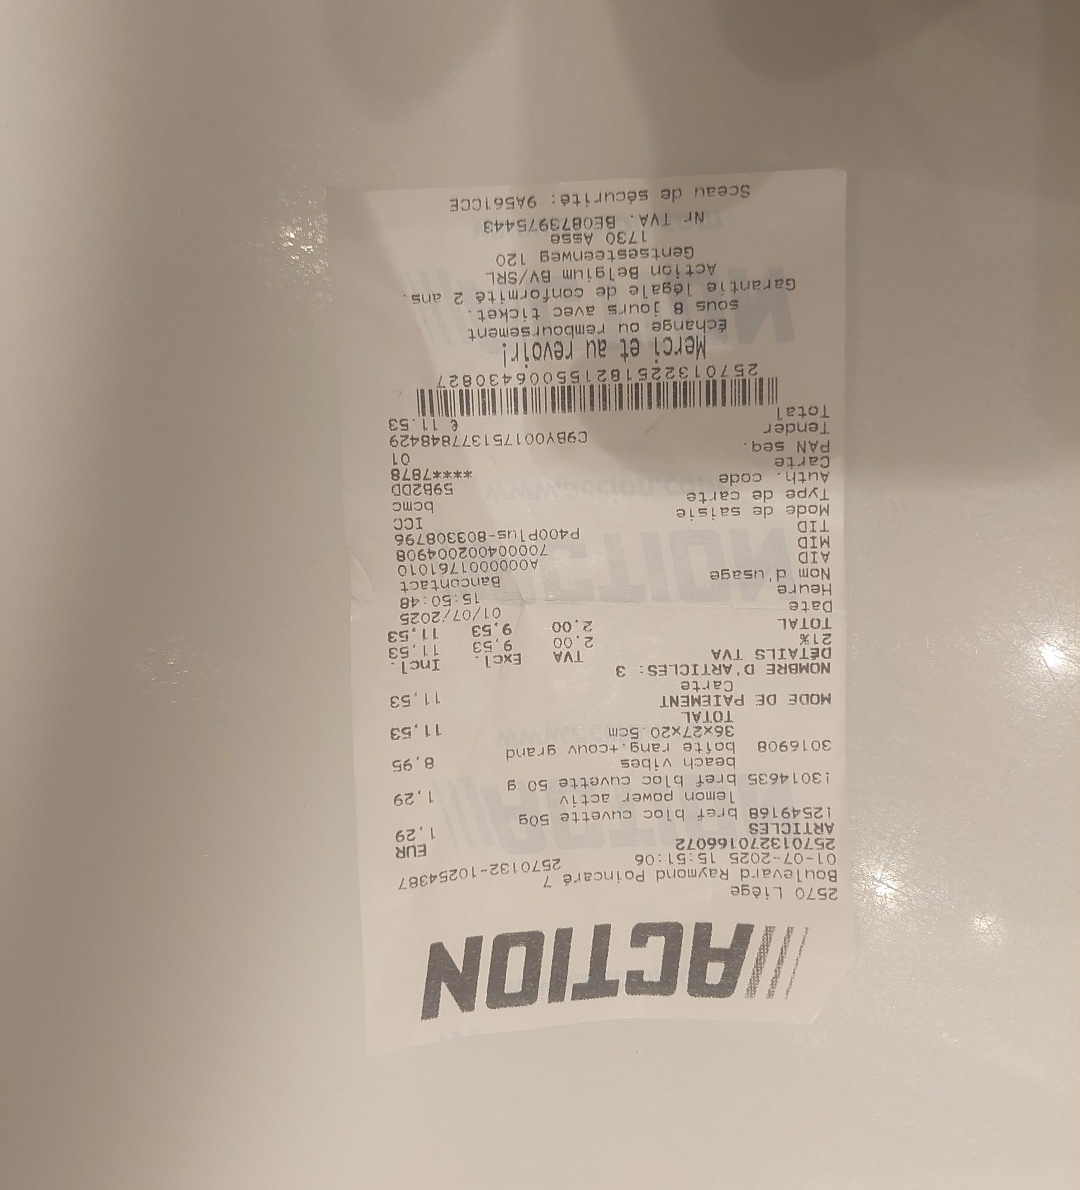 ACTION
2570 Liège
Boulevard Raymond Poincaré 7
01-07-2025 15:51:06 2570132-10254387
257013270166072
ARTICLES EUR
!2549168 bref bloc cuvette 50g 1,29
lemon power activ
!3014635 bref bloc cuvette 50 g 1,29
beach vibes
3016908 boîte rang.+couv grand 8,95
36x27x20.5cm
TOTAL 11,53
MODE DE PAIEMENT
Carte 11,53
NOMBRE D'ARTICLES: 3
DÉTAILS TVA TVA Excl. Incl.
21% 2,00 9,53 11,53
TOTAL 2,00 9,53 11,53
Date 01/07/2025
Heure 15:50:48
Nom d'usage Bancontact
AID A0000001761010
MID 700004002004908
TID P400Plus-803308796
Mode de saisie ICC
Type de carte bcmc
Auth. code 59B2DD
Carte ****7878
PAN seq. 01
Tender C9BY001751377848429
Total € 11.53
2570132251821550006430827
Merci et au revoir!
Échange ou remboursement
sous 8 jours avec ticket.
Garantie légale de conformité 2 ans.
Action Belgium BV/SRL
Gentsesteenweg 120
1730 Asse
Nr TVA. BE0873975443
Sceau de sécurité: 9A561CCE